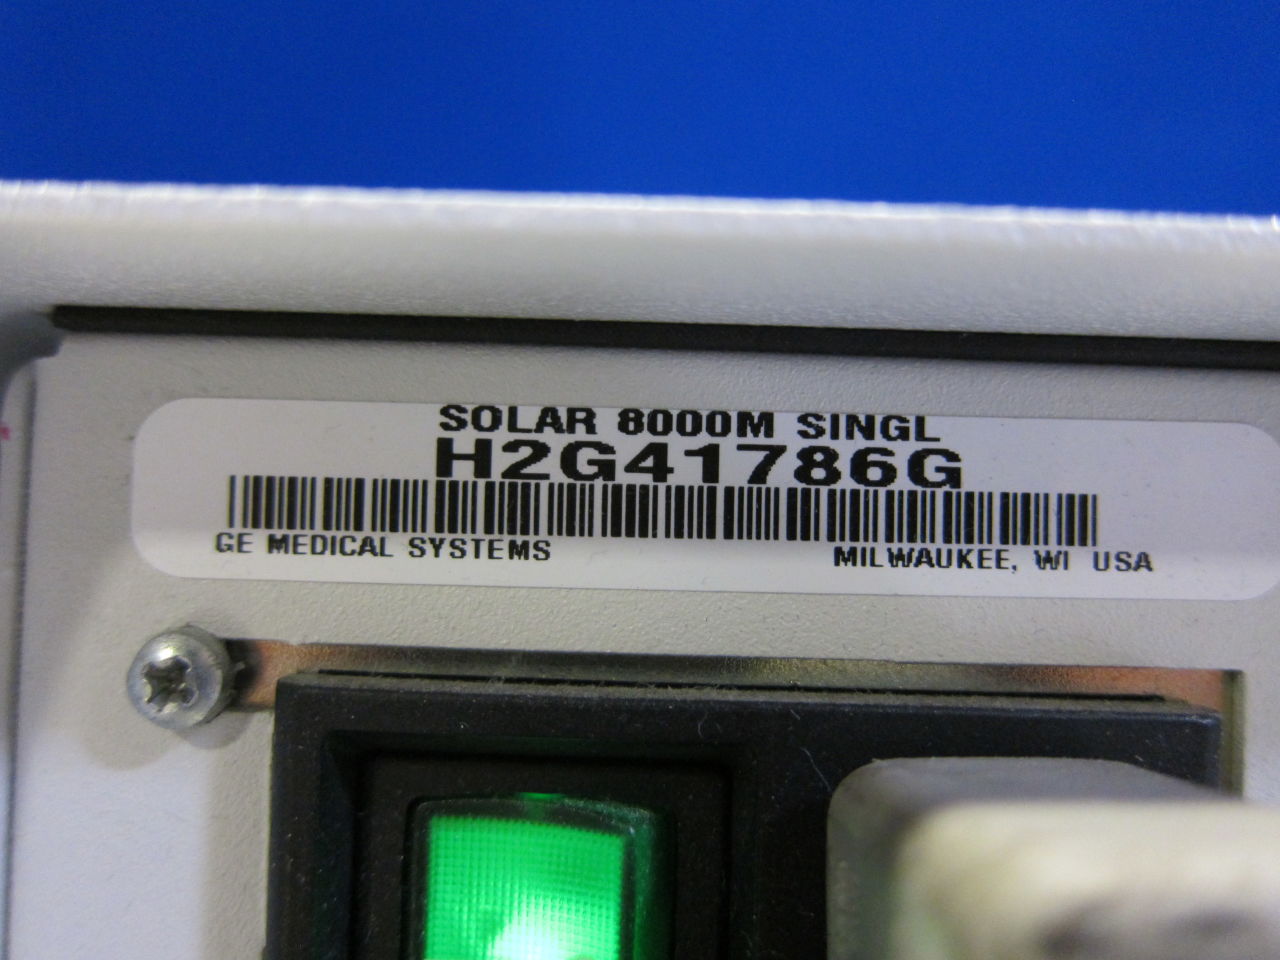 SOLAR 8000M SINGL
H2G41786G
GE MEDICAL SYSTEMS
MILWAUKEE, WI USA